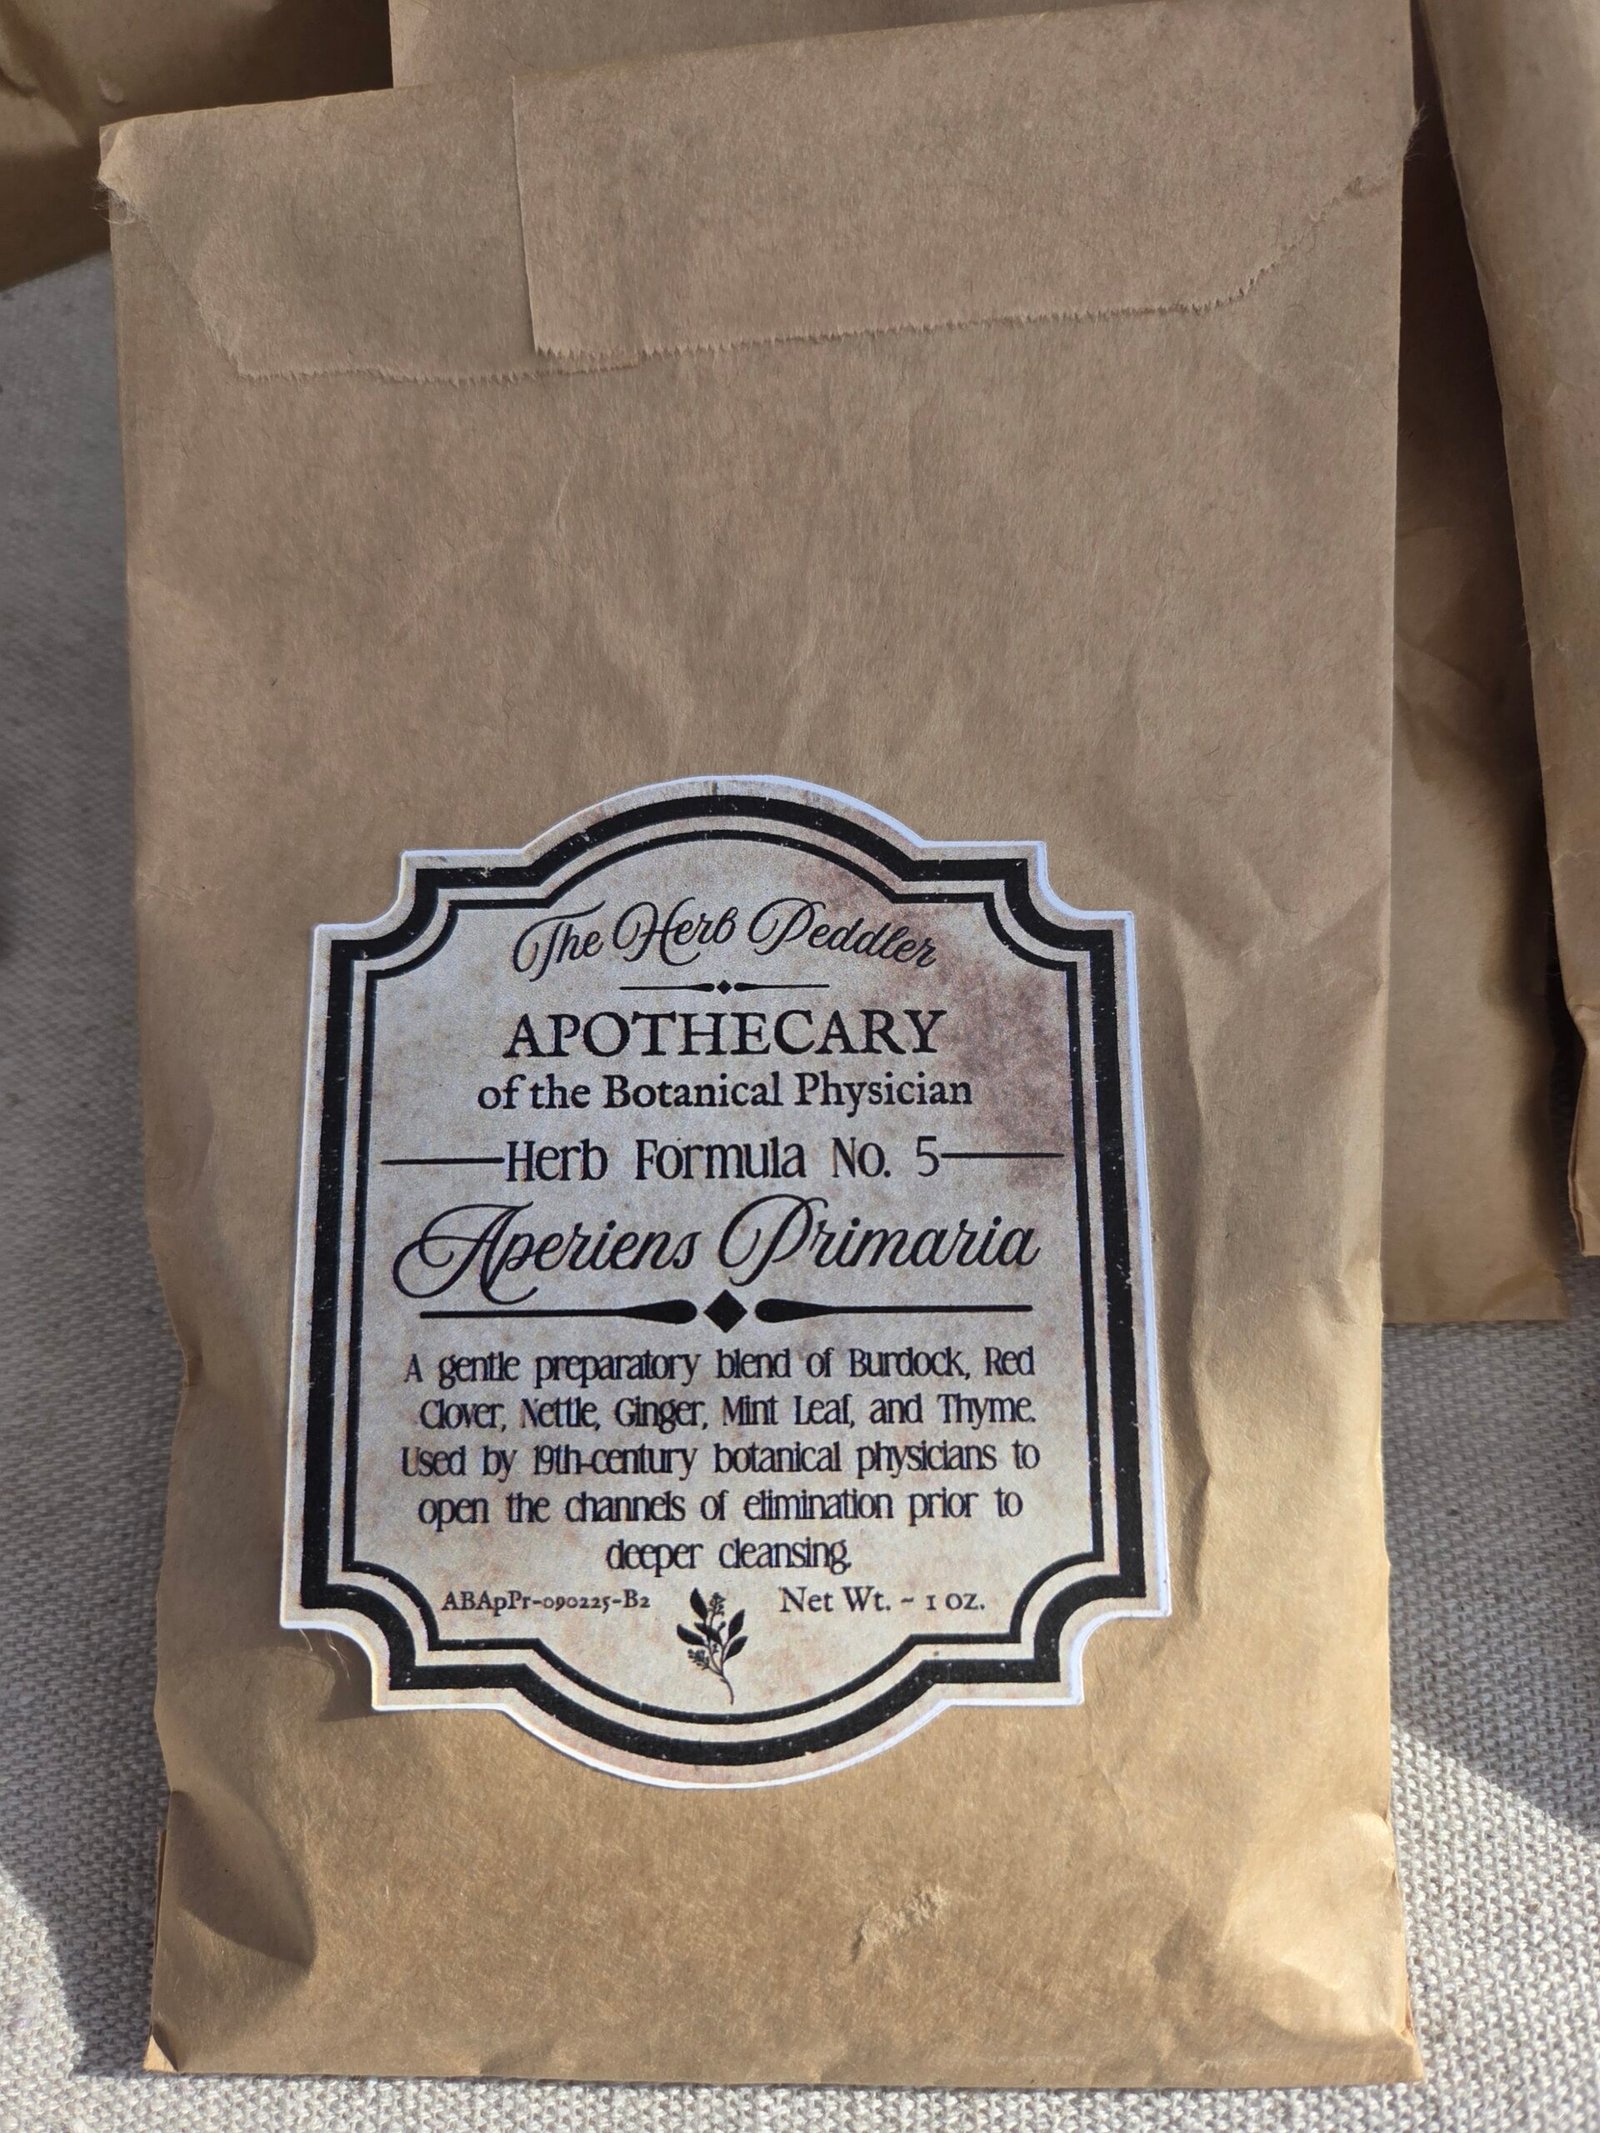 The Herb Peddler
APOTHECARY
of the Botanical Physician
Herb Formula No. 5
Aperiens Primaria
A gentle preparatory blend of Burdock, Red
Clover, Nettle, Ginger, Mint Leaf, and Thyme.
Used by 19th-century botanical physicians to
open the channels of elimination prior to
deeper cleansing.
ABApPr-090225-B2
Net Wt. ~ 1 oz.